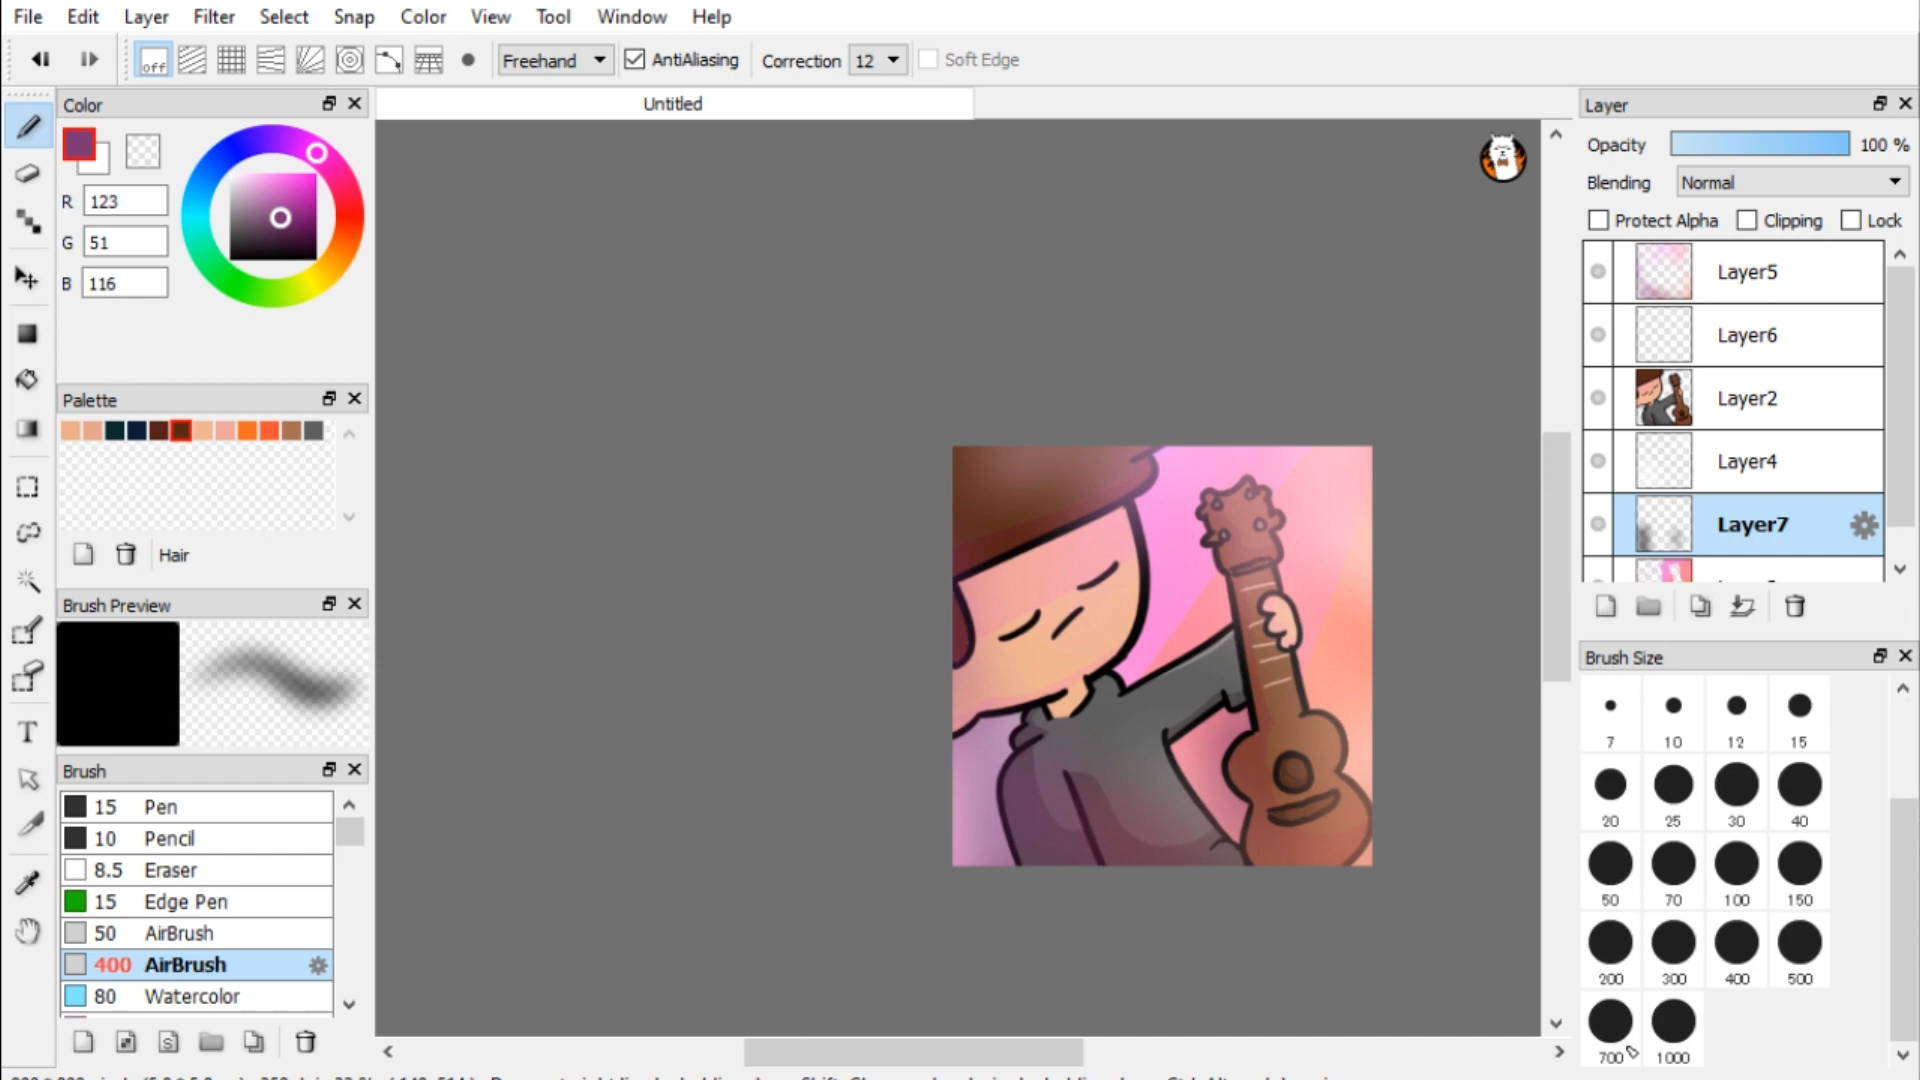 File Edit Layer Filter Select Snap Color View Tool Window Help
off Freehand AntiAliasing Correction 12 Soft Edge
Color
R 123
G 51
B 116
Palette
Hair
Brush Preview
Brush
15 Pen
10 Pencil
8.5 Eraser
15 Edge Pen
50 AirBrush
400 AirBrush
80 Watercolor
Untitled
Layer
Opacity 100 %
Blending Normal
Protect Alpha Clipping Lock
Layer5
Layer6
Layer2
Layer4
Layer7
Brush Size
7 10 12 15
20 25 30 40
50 70 100 150
200 300 400 500
700 1000